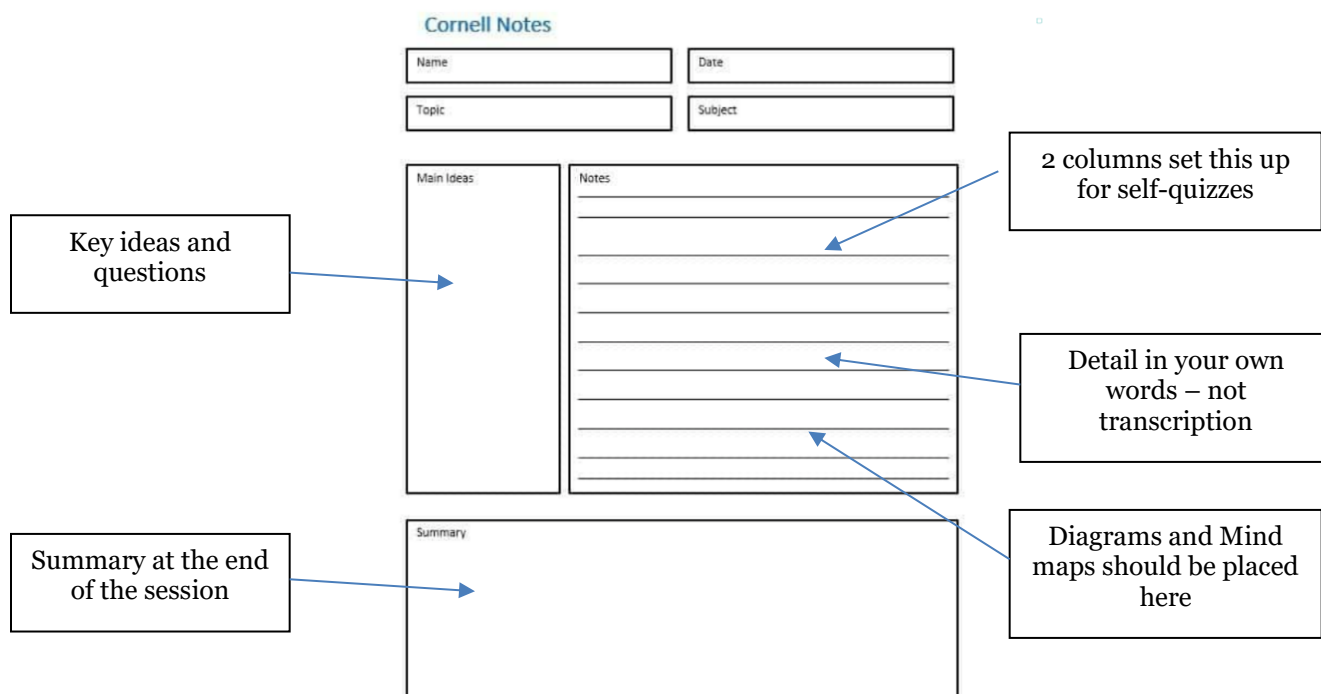 Cornell Notes
Name
Date
Topic
Subject
2 columns set this up
for self-quizzes
Main Ideas
Notes
Key ideas and
questions
Detail in your own
words – not
transcription
Summary
Summary at the end
of the session
Diagrams and Mind
maps should be placed
here